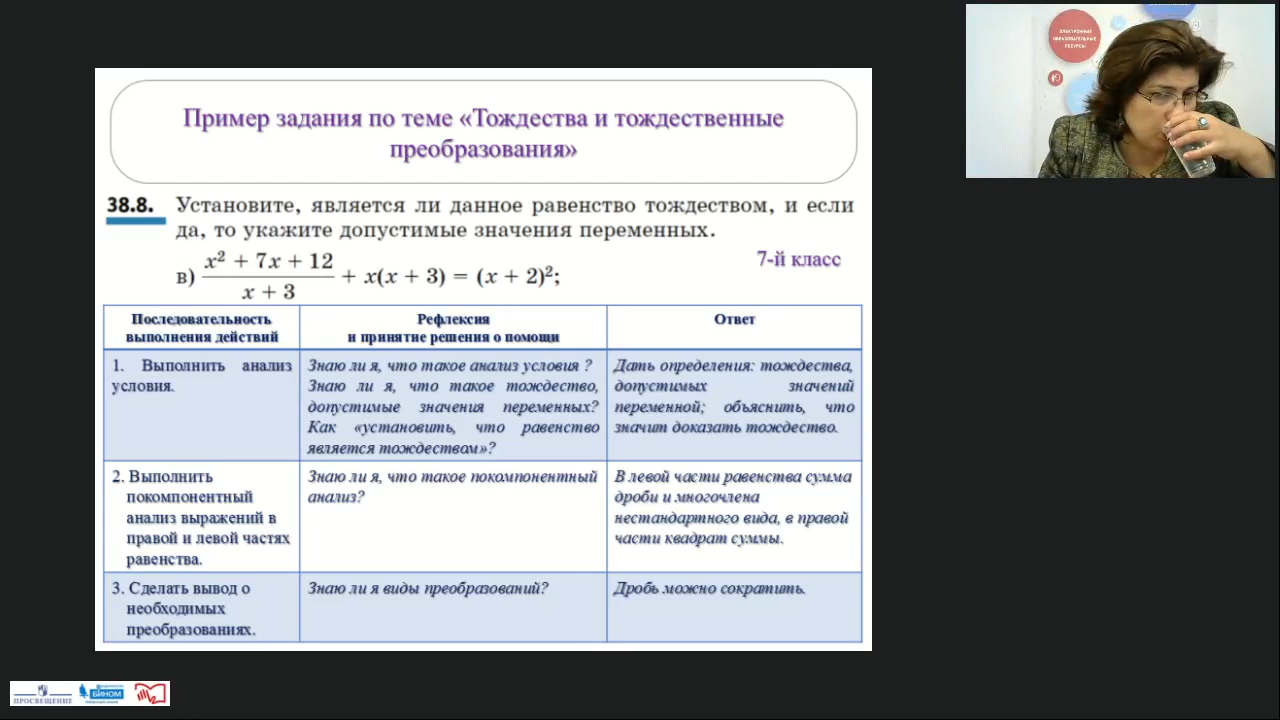 ЭЛЕКТРОННЫЕ
ОБРАЗОВАТЕЛЬНЫЕ
РЕСУРСЫ
Пример задания по теме «Тождества и тождественные
преобразования»
38.8. Установите, является ли данное равенство тождеством, и если
да, то укажите допустимые значения переменных.
7-й класс
в) (x² + 7x + 12)/(x + 3) + x(x + 3) = (x + 2)²;
Последовательность
выполнения действий
Рефлексия
и принятие решения о помощи
Ответ
1. Выполнить анализ
условия.
Знаю ли я, что такое анализ условия ?
Знаю ли я, что такое тождество,
допустимые значения переменных?
Как «установить, что равенство
является тождеством»?
Дать определения: тождества,
допустимых значений
переменной; объяснить, что
значит доказать тождество.
2. Выполнить
покомпонентный
анализ выражений в
правой и левой частях
равенства.
Знаю ли я, что такое покомпонентный
анализ?
В левой части равенства сумма
дроби и многочлена
нестандартного вида, в правой
части квадрат суммы.
3. Сделать вывод о
необходимых
преобразованиях.
Знаю ли я виды преобразований?
Дробь можно сократить.
ПРОСВЕЩЕНИЕ
БИНОМ